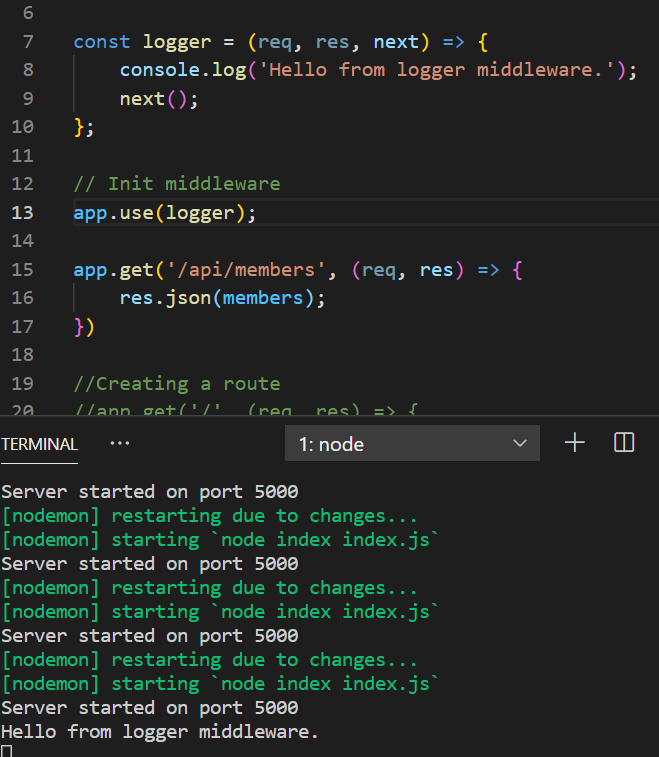 6
7 const logger = (req, res, next) => {
8 console.log('Hello from logger middleware.');
9 next();
10 };
11
12 // Init middleware
13 app.use(logger);
14
15 app.get('/api/members', (req, res) => {
16 res.json(members);
17 })
18
19 //Creating a route
20 //app.get('/', (req, res) => {
TERMINAL ... 1: node
Server started on port 5000
[nodemon] restarting due to changes...
[nodemon] starting `node index index.js`
Server started on port 5000
[nodemon] restarting due to changes...
[nodemon] starting `node index index.js`
Server started on port 5000
[nodemon] restarting due to changes...
[nodemon] starting `node index index.js`
Server started on port 5000
Hello from logger middleware.